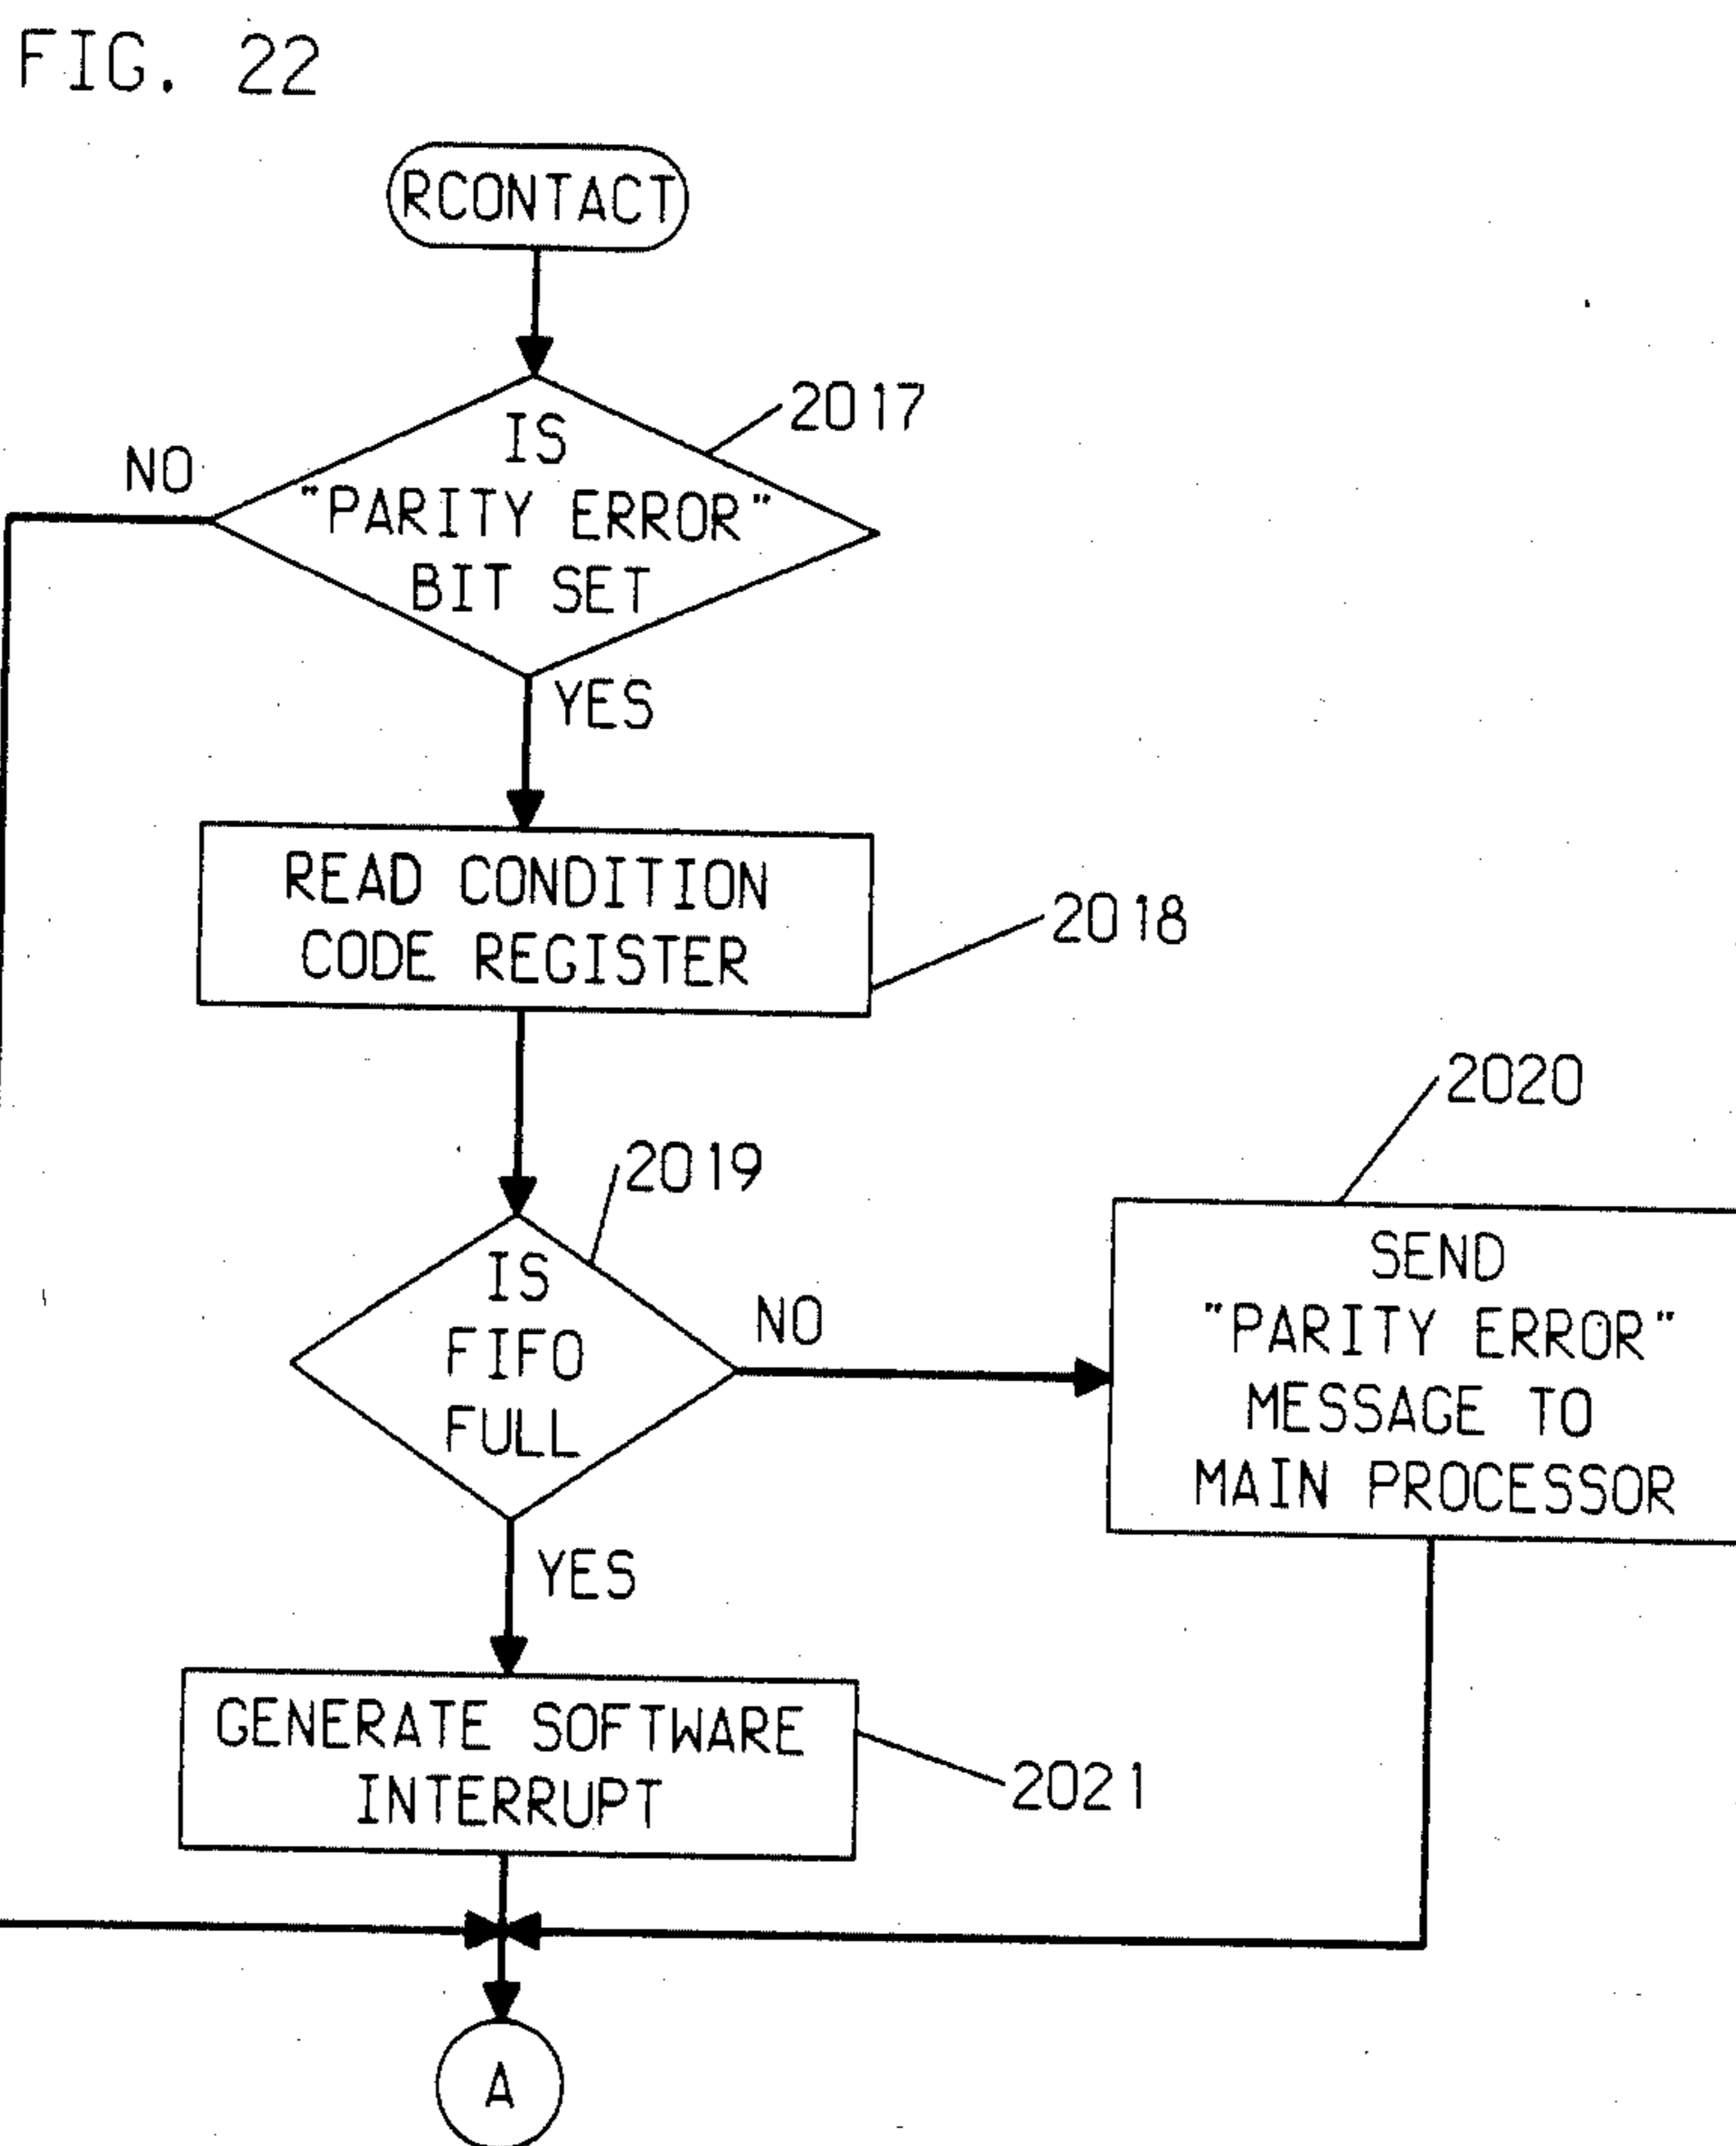 FIG. 22
RCONTACT
2017
IS
"PARITY ERROR"
BIT SET
NO
YES
READ CONDITION
CODE REGISTER
2018
2019
IS
FIFO
FULL
NO
2020
SEND
"PARITY ERROR"
MESSAGE TO
MAIN PROCESSOR
YES
GENERATE SOFTWARE
INTERRUPT
2021
A